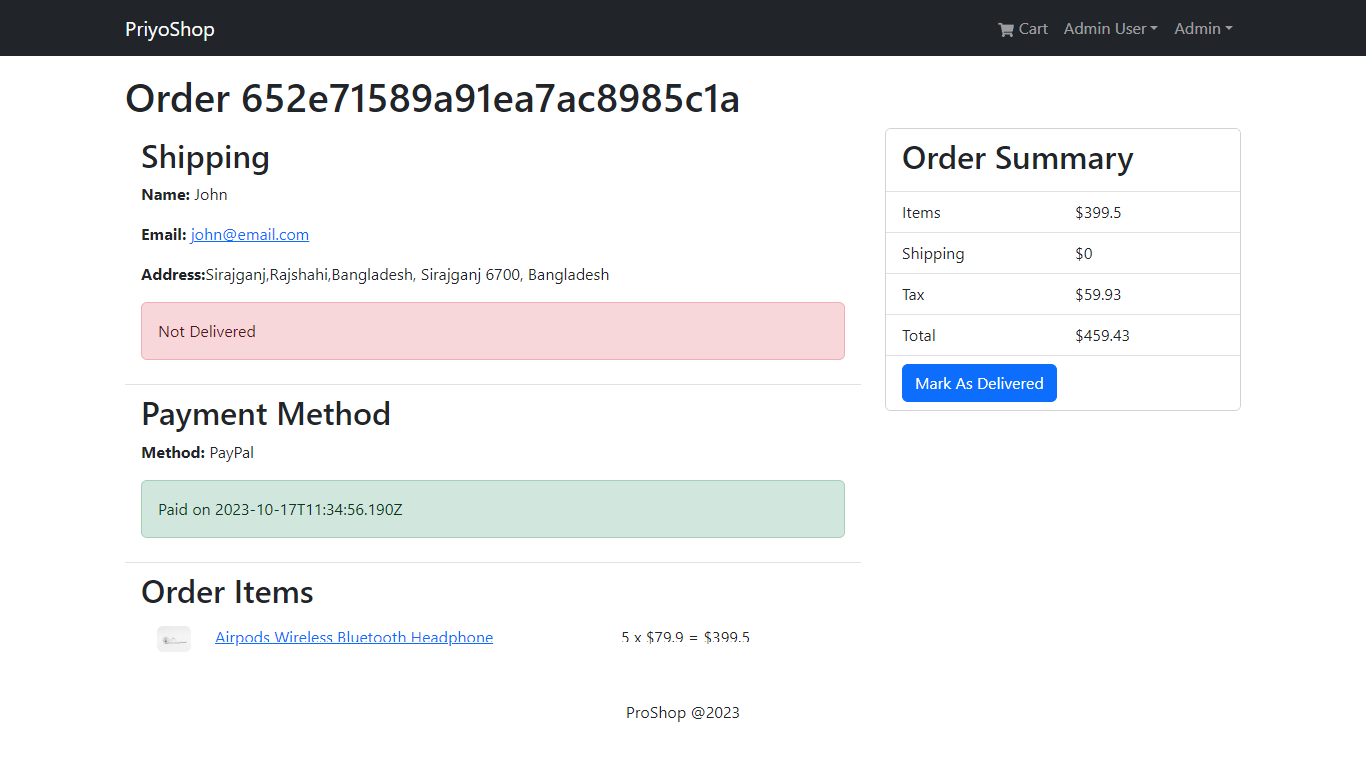 PriyoShop
Cart Admin User Admin
Order 652e71589a91ea7ac8985c1a
Shipping
Name: John
Email: john@email.com
Address:Sirajganj,Rajshahi,Bangladesh, Sirajganj 6700, Bangladesh
Not Delivered
Payment Method
Method: PayPal
Paid on 2023-10-17T11:34:56.190Z
Order Items
Airpods Wireless Bluetooth Headphone 5 x $79.9 = $399.5
Order Summary
Items $399.5
Shipping $0
Tax $59.93
Total $459.43
Mark As Delivered
ProShop @2023